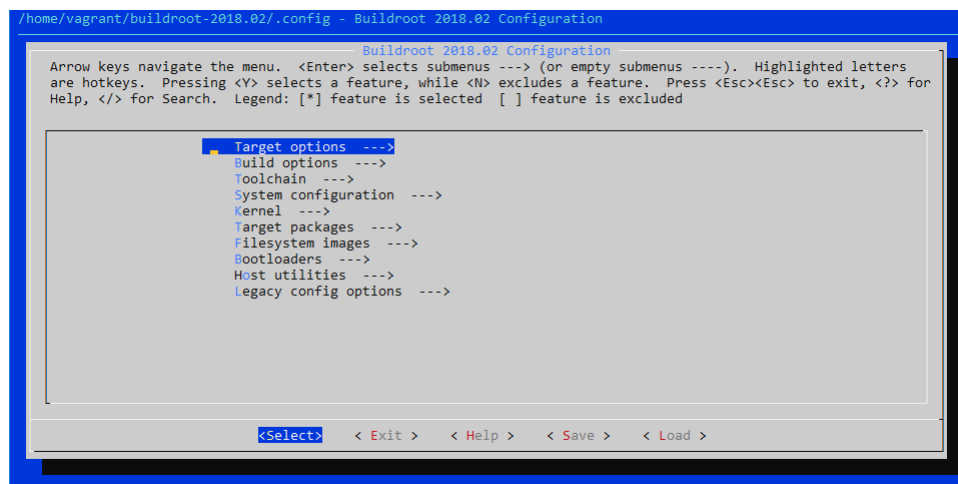 /home/vagrant/buildroot-2018.02/.config - Buildroot 2018.02 Configuration
Buildroot 2018.02 Configuration
Arrow keys navigate the menu.  <Enter> selects submenus ---> (or empty submenus ----).  Highlighted letters
are hotkeys.  Pressing <Y> selects a feature, while <N> excludes a feature.  Press <Esc><Esc> to exit, <?> for
Help, </> for Search.  Legend: [*] feature is selected  [ ] feature is excluded
Target options  --->
Build options  --->
Toolchain  --->
System configuration  --->
Kernel  --->
Target packages  --->
Filesystem images  --->
Bootloaders  --->
Host utilities  --->
Legacy config options  --->
<Select>    < Exit >    < Help >    < Save >    < Load >